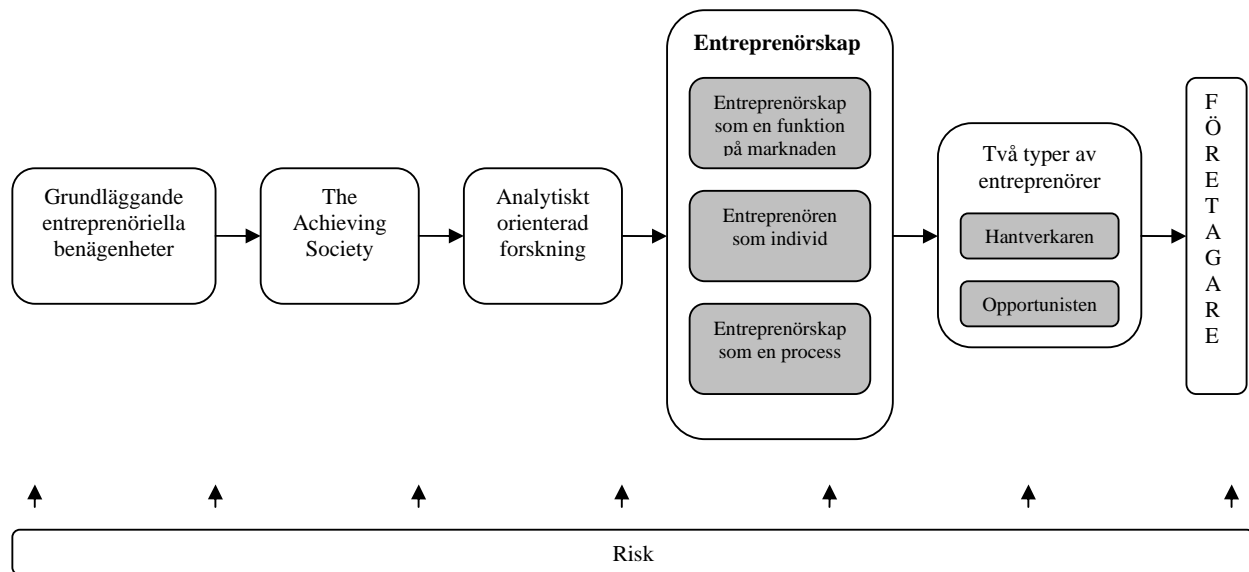 Grundläggande
entreprenöriella
benägenheter
The
Achieving
Society
Analytiskt
orienterad
forskning
Entreprenörskap
Entreprenörskap
som en funktion
på marknaden
Entreprenören
som individ
Entreprenörskap
som en process
Två typer av
entreprenörer
Hantverkaren
Opportunisten
F
Ö
R
E
T
A
G
A
R
E
Risk